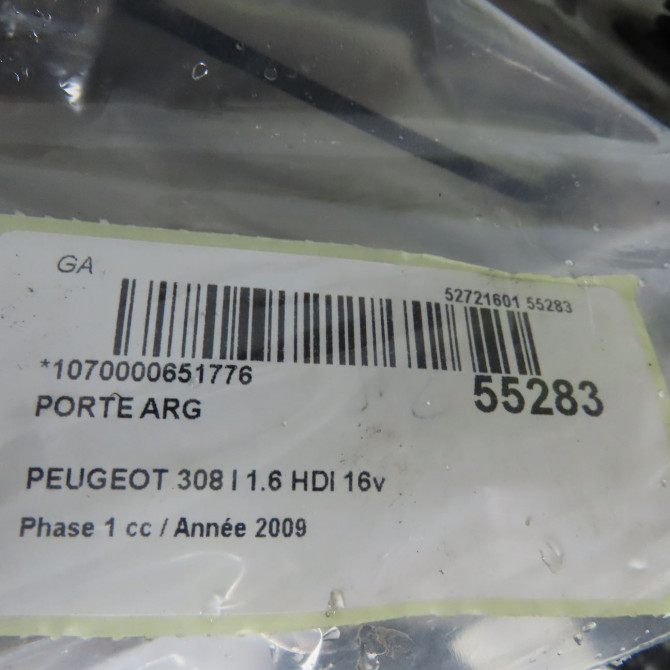 GA
52721601 55283
*1070000651776
55283
PORTE ARG
PEUGEOT 308 I 1.6 HDI 16v
Phase 1 cc / Année 2009